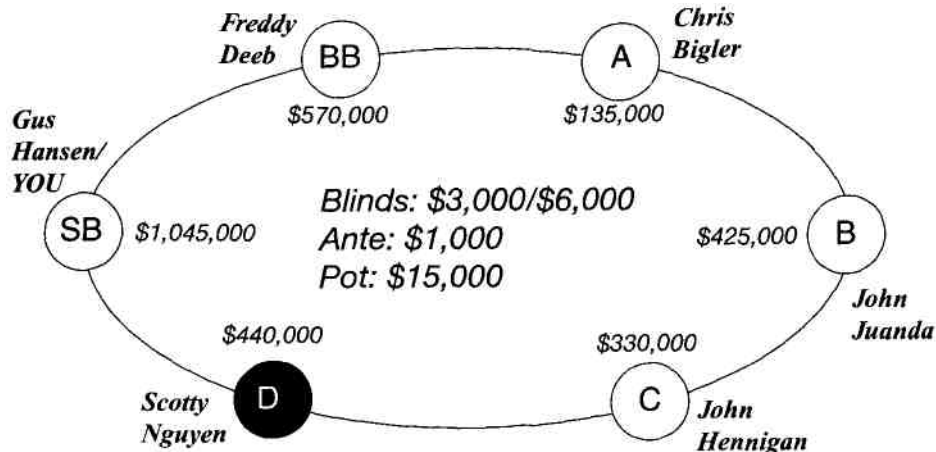 Freddy
Deeb
BB
$570,000
Chris
Bigler
A
$135,000
Gus
Hansen/
YOU
SB
$1,045,000
Blinds: $3,000/$6,000
Ante: $1,000
Pot: $15,000
$425,000
B
John
Juanda
$440,000
D
Scotty
Nguyen
$330,000
C
John
Hennigan